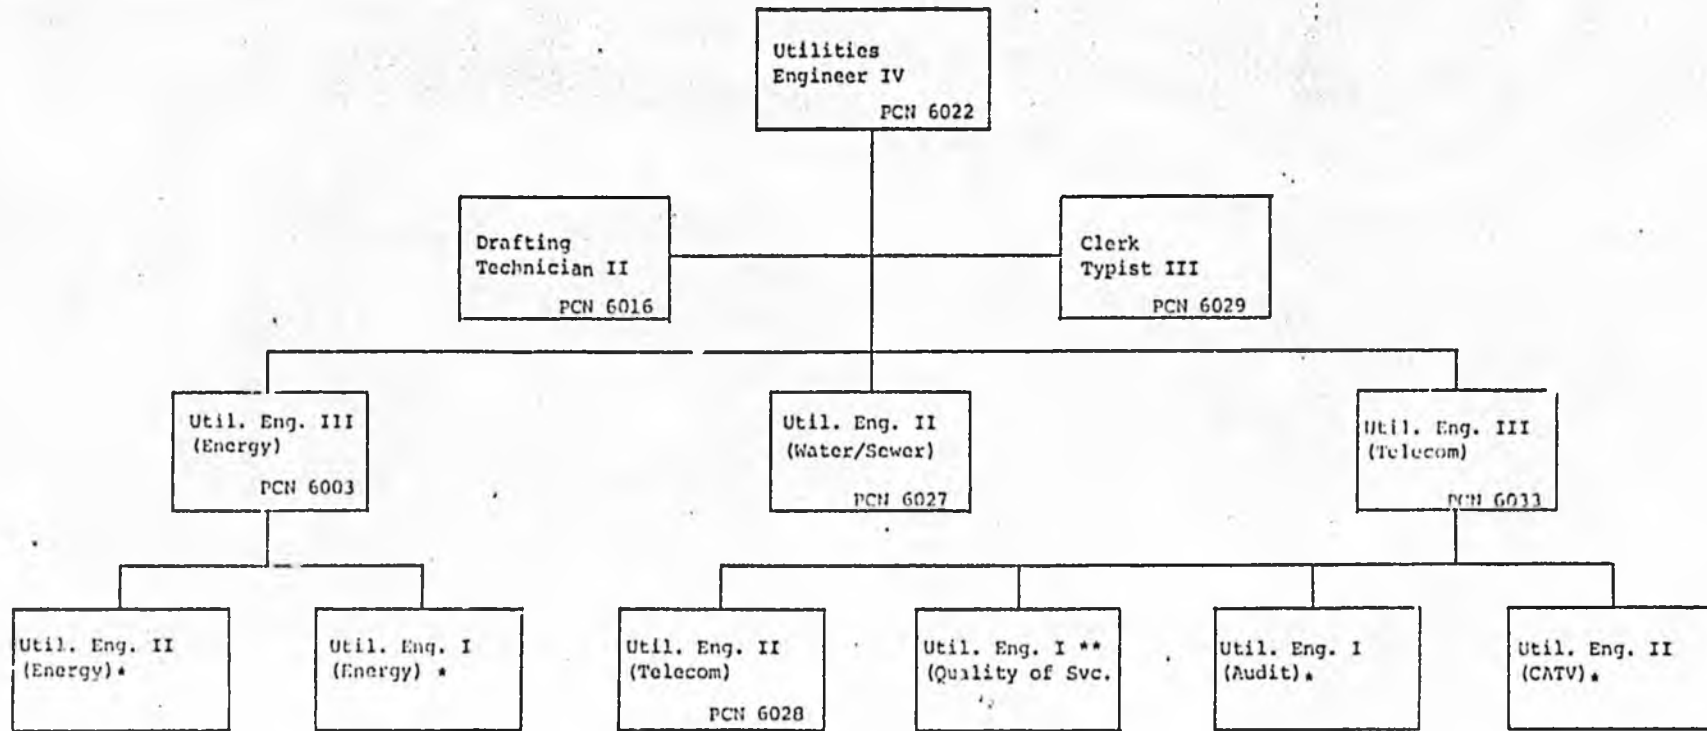 Utilities
Engineer IV
PCN 6022
Drafting
Technician II
PCN 6016
Clerk
Typist III
PCN 6029
Util. Eng. III
(Energy)
PCN 6003
Util. Eng. II
(Water/Sewer)
PCN 6027
Util. Eng. III
(Telecom)
PCN 6033
Util. Eng. II
(Energy)*
Util. Eng. I
(Energy) *
Util. Eng. II
(Telecom)
PCN 6028
Util. Eng. I **
(Quality of Svc.
Util. Eng. I
(Audit)*
Util. Eng. II
(CATV)*